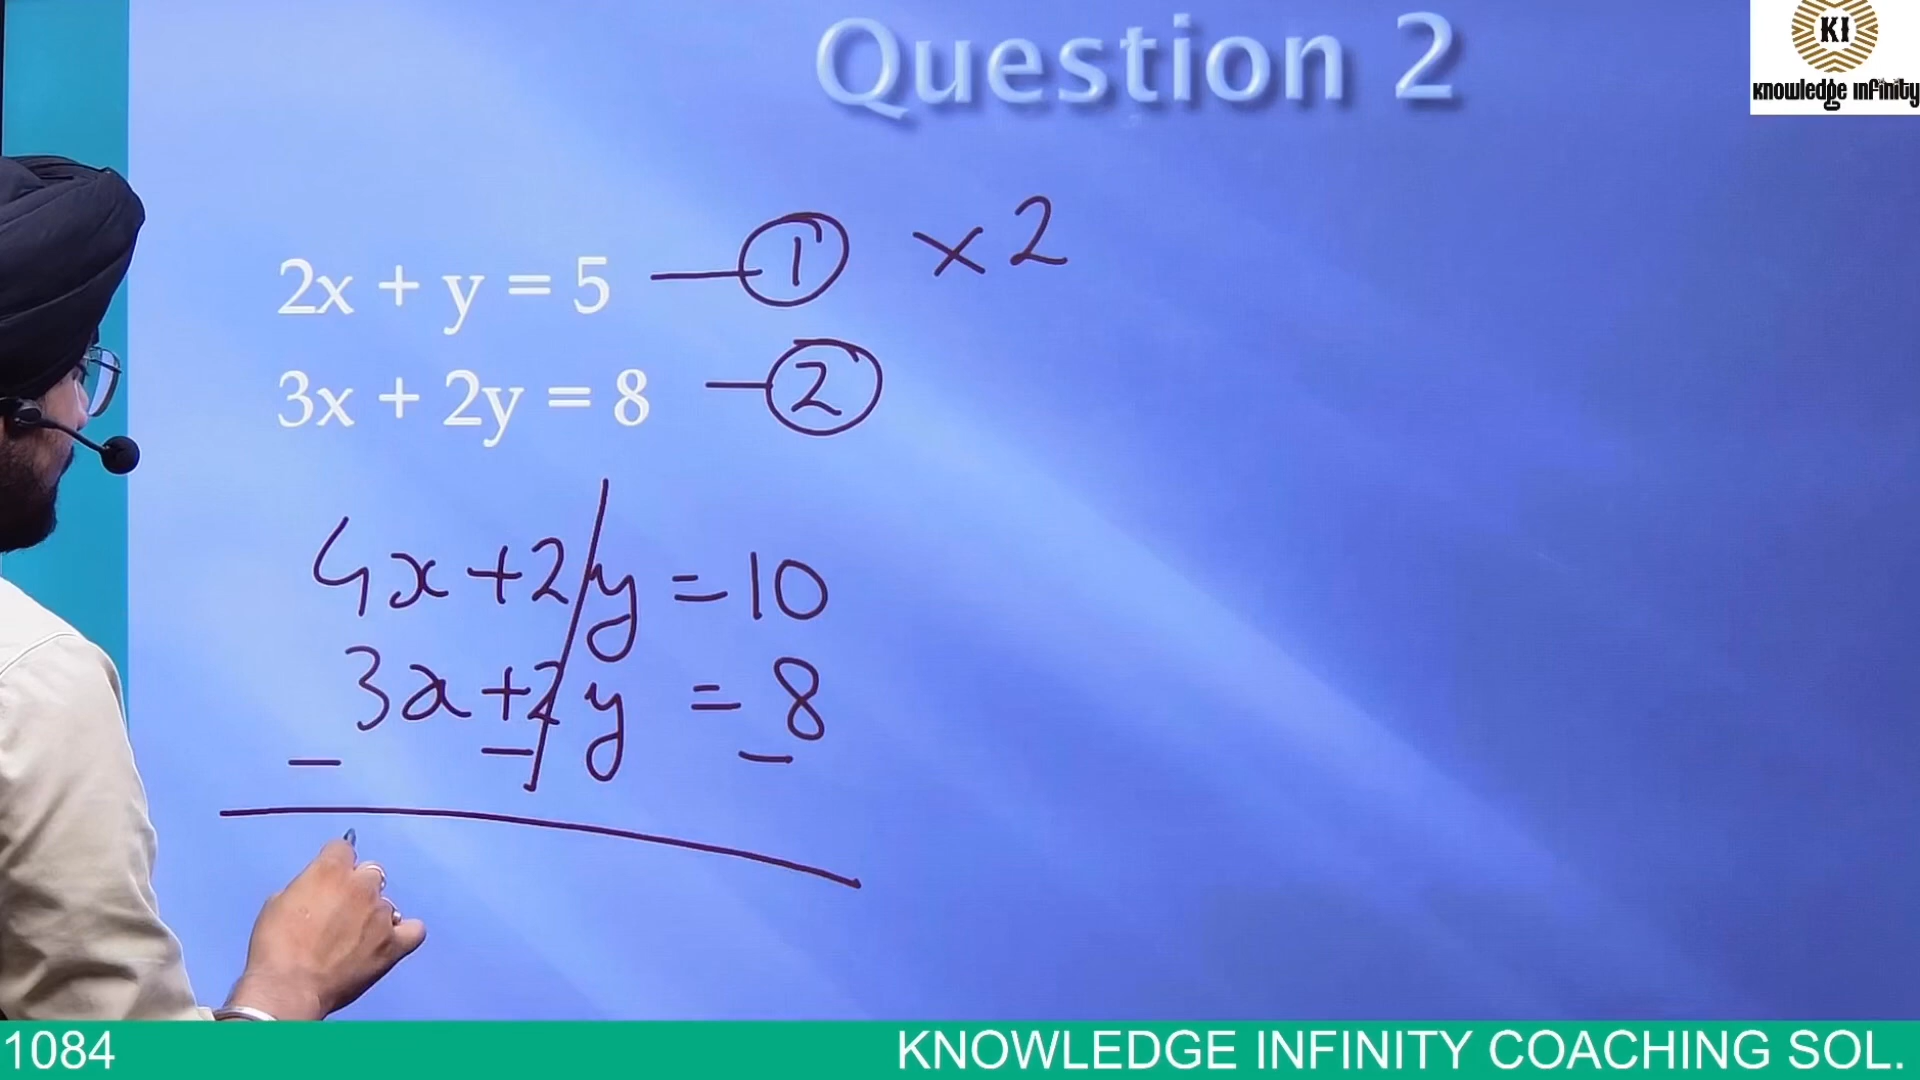 Question 2
KI
knowledge infinity
2x + y = 5 — 1 × 2
3x + 2y = 8 — 2
4x + 2y = 10
3x + 2y = 8
− − −
1084 KNOWLEDGE INFINITY COACHING SOL.